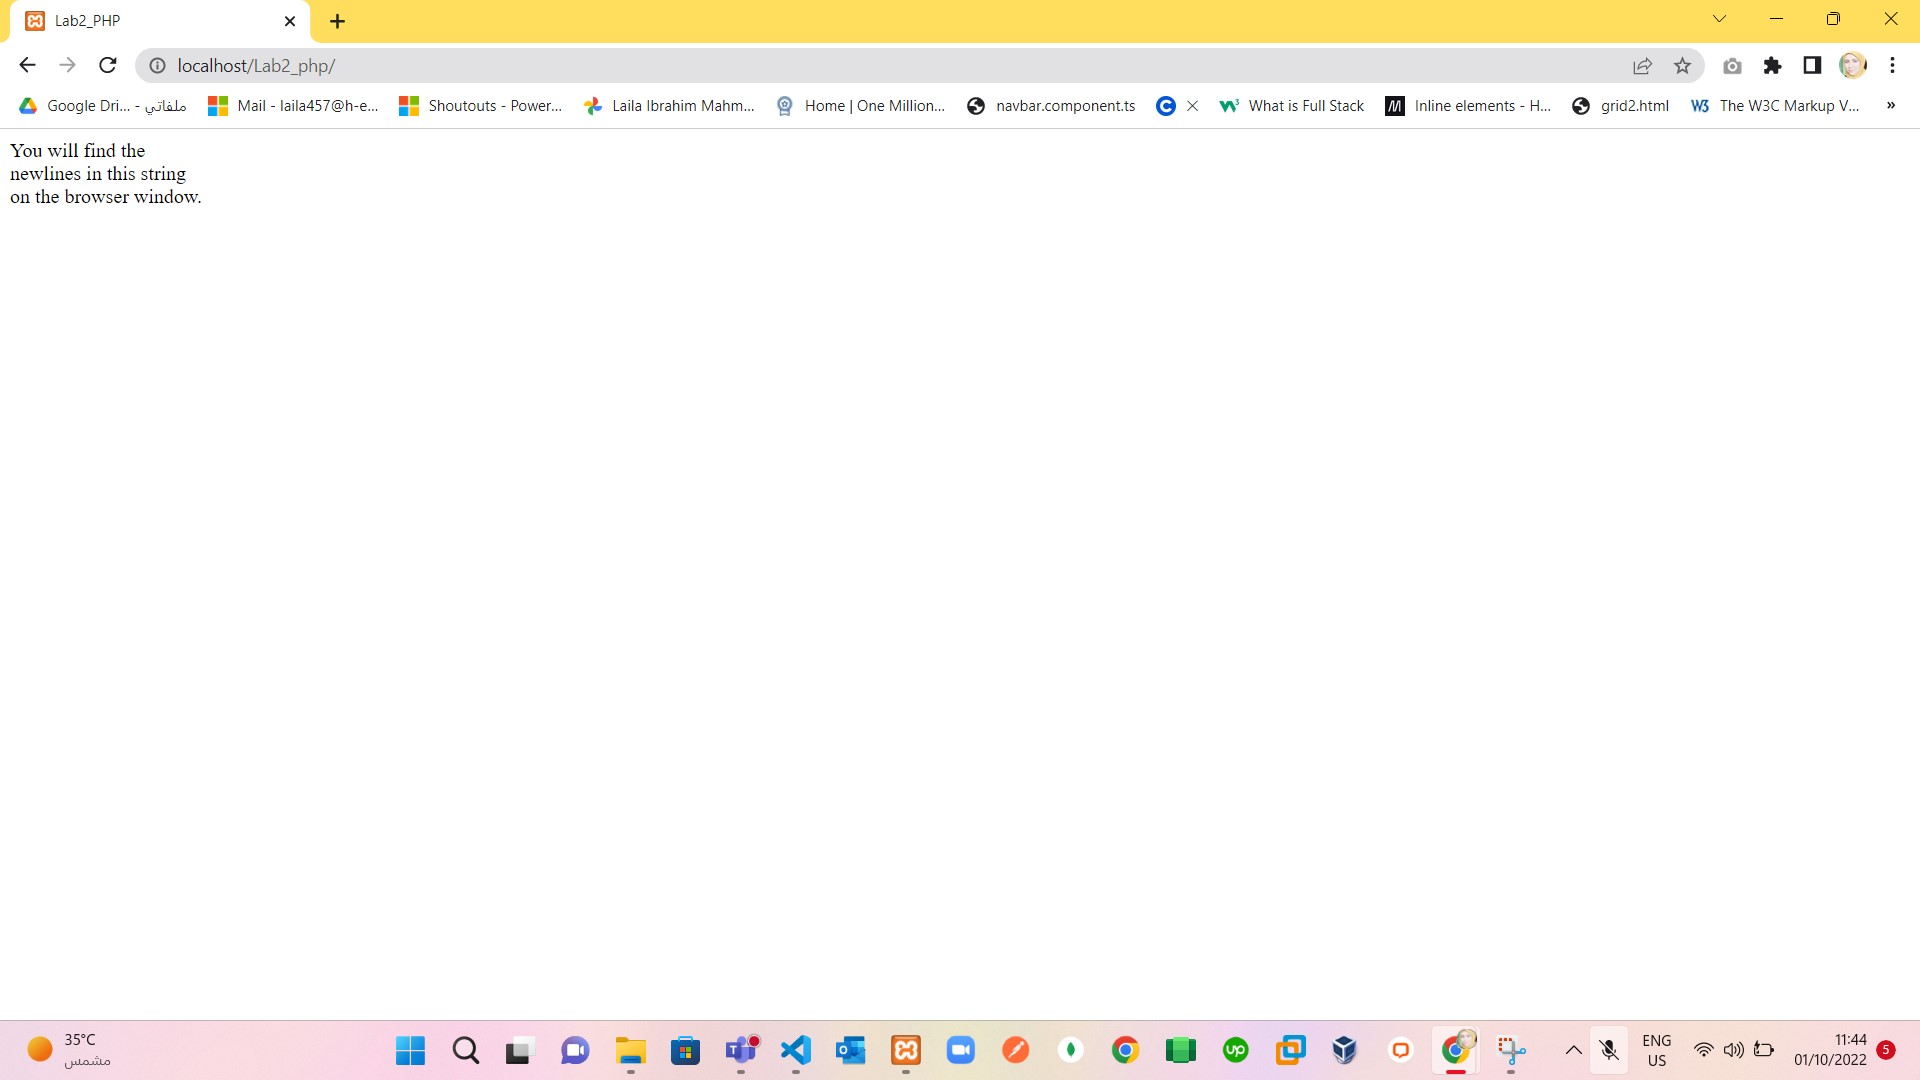 Lab2_PHP
localhost/Lab2_php/
Google Dri... - ملفاتي
Mail - laila457@h-e...
Shoutouts - Power...
Laila Ibrahim Mahm...
Home | One Million...
navbar.component.ts
What is Full Stack
Inline elements - H...
grid2.html
The W3C Markup V...
»
You will find the
newlines in this string
on the browser window.
35°C
مشمس
ENG
US
11:44
01/10/2022
5